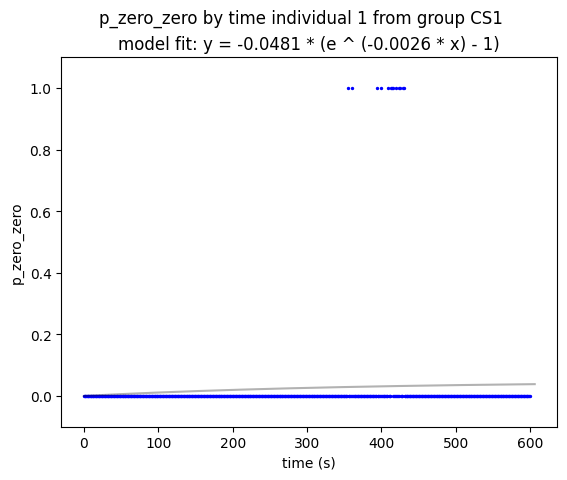 p_zero_zero by time individual 1 from group CS1
model fit: y = -0.0481 * (e ^ (-0.0026 * x) - 1)
1.0
0.8
0.6
0.4
0.2
0.0
p_zero_zero
0 100 200 300 400 500 600
time (s)